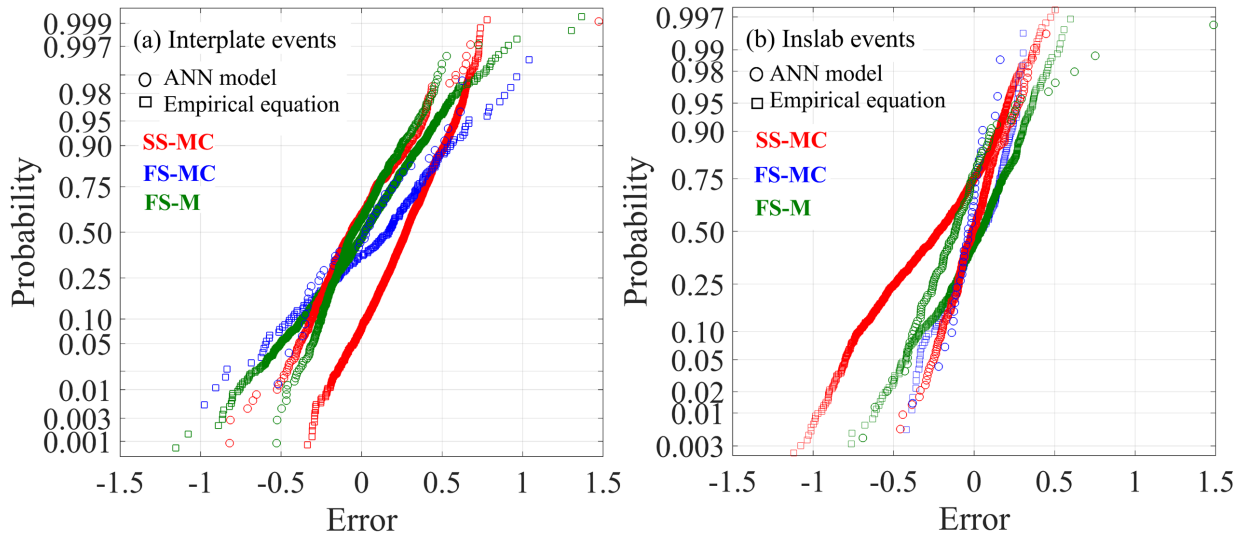 (a) Interplate events
ANN model
Empirical equation
SS-MC
FS-MC
FS-M
0.999
0.997
0.98
0.95
0.90
0.75
0.50
0.25
0.10
0.05
0.01
0.003
0.001
Probability
-1.5 -1 -0.5 0 0.5 1 1.5
Error
(b) Inslab events
ANN model
Empirical equation
SS-MC
FS-MC
FS-M
0.997
0.99
0.98
0.95
0.90
0.75
0.50
0.25
0.10
0.05
0.02
0.01
0.003
Probability
-1.5 -1 -0.5 0 0.5 1 1.5
Error